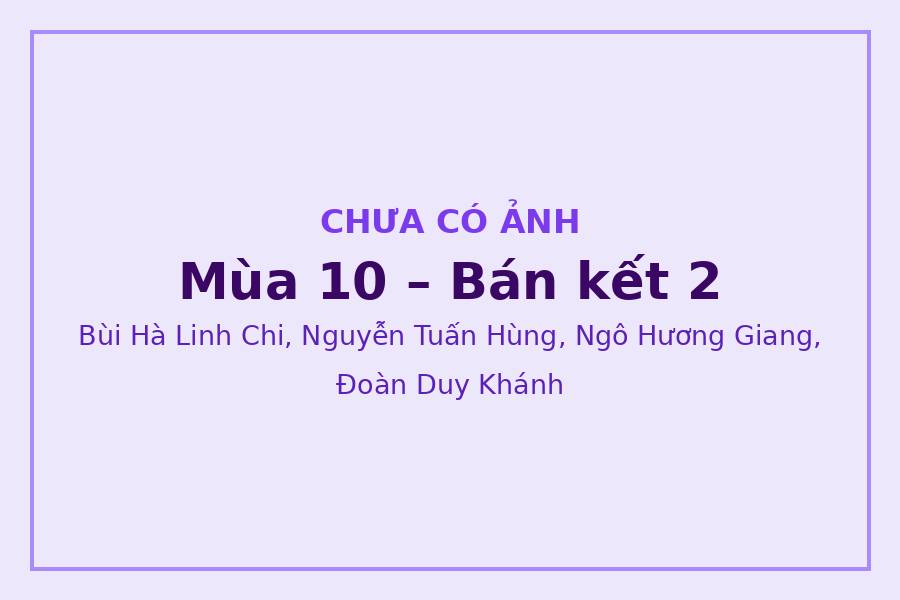 CHƯA CÓ ẢNH
Mùa 10 – Bán kết 2
Bùi Hà Linh Chi, Nguyễn Tuấn Hùng, Ngô Hương Giang,
Đoàn Duy Khánh